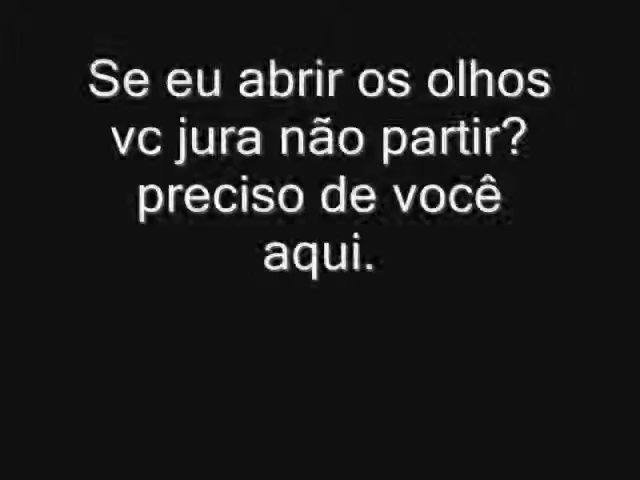 Se eu abrir os olhos
vc jura não partir?
preciso de você
aqui.